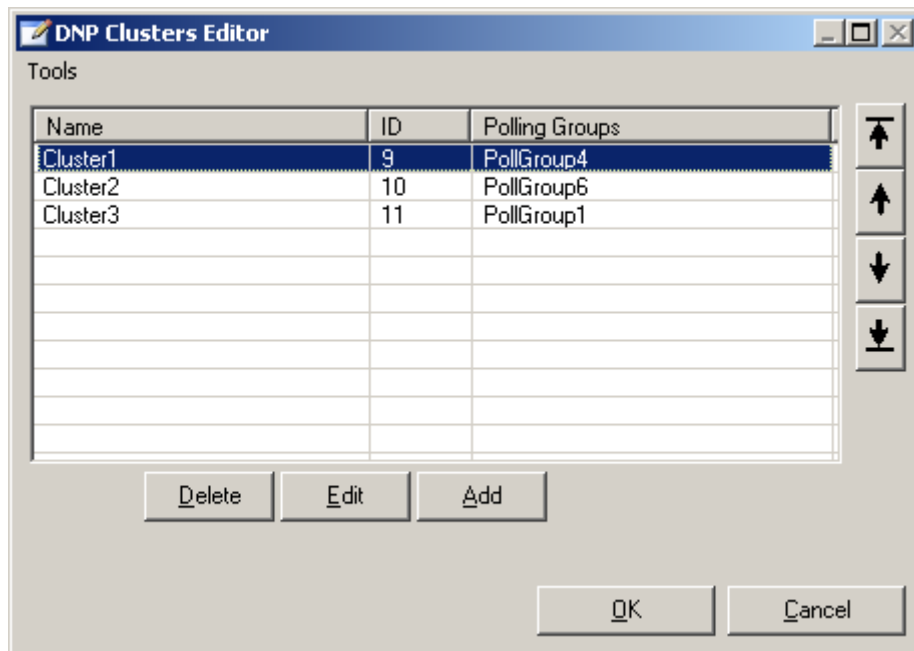 DNP Clusters Editor
Tools
Name ID Polling Groups
Cluster1 9 PollGroup4
Cluster2 10 PollGroup6
Cluster3 11 PollGroup1
Delete Edit Add
OK Cancel